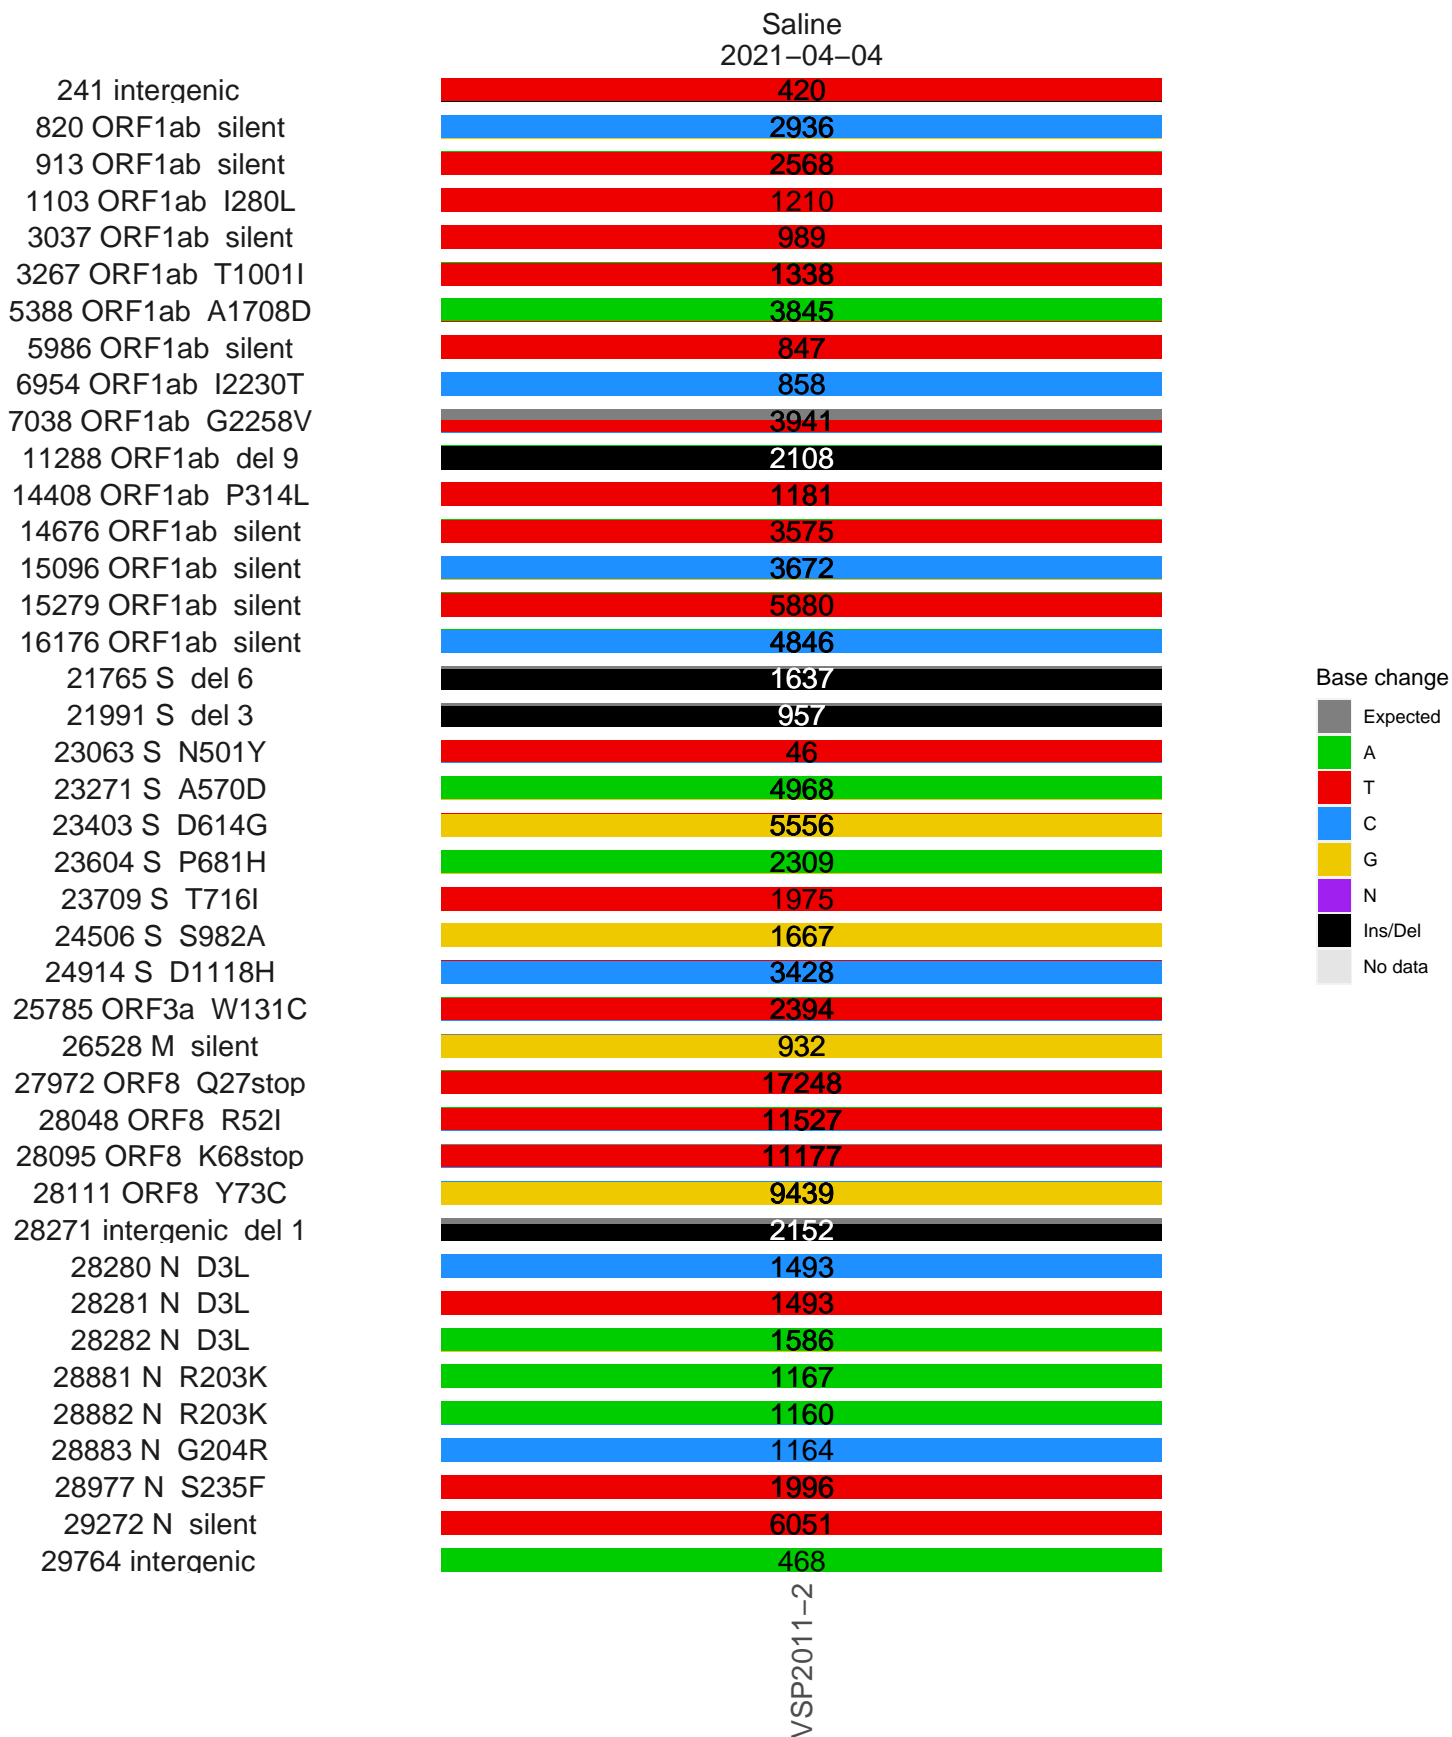 Saline
2021−04−04
241 intergenic 420
820 ORF1ab silent 2936
913 ORF1ab silent 2568
1103 ORF1ab I280L 1210
3037 ORF1ab silent 989
3267 ORF1ab T1001I 1338
5388 ORF1ab A1708D 3845
5986 ORF1ab silent 847
6954 ORF1ab I2230T 858
7038 ORF1ab G2258V 3941
11288 ORF1ab del 9 2108
14408 ORF1ab P314L 1181
14676 ORF1ab silent 3575
15096 ORF1ab silent 3672
15279 ORF1ab silent 5880
16176 ORF1ab silent 4846
21765 S del 6 1637
21991 S del 3 957
23063 S N501Y 46
23271 S A570D 4968
23403 S D614G 5556
23604 S P681H 2309
23709 S T716I 1975
24506 S S982A 1667
24914 S D1118H 3428
25785 ORF3a W131C 2394
26528 M silent 932
27972 ORF8 Q27stop 17248
28048 ORF8 R52I 11527
28095 ORF8 K68stop 11177
28111 ORF8 Y73C 9439
28271 intergenic del 1 2152
28280 N D3L 1493
28281 N D3L 1493
28282 N D3L 1586
28881 N R203K 1167
28882 N R203K 1160
28883 N G204R 1164
28977 N S235F 1996
29272 N silent 6051
29764 intergenic 468
VSP2011−2
Base change
Expected
A
T
C
G
N
Ins/Del
No data